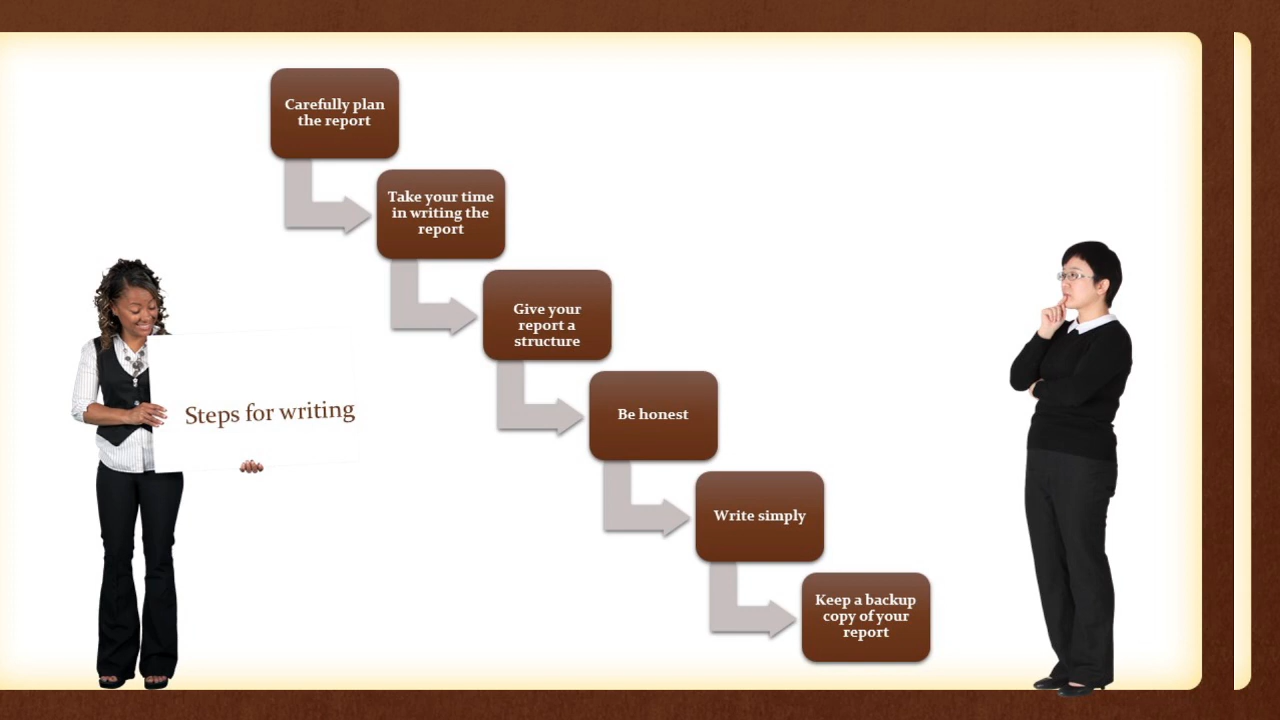 Carefully plan
the report
Take your time
in writing the
report
Give your
report a
structure
Steps for writing
Be honest
Write simply
Keep a backup
copy of your
report